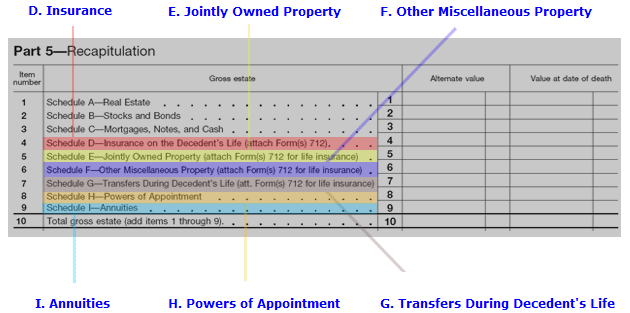 D. Insurance E. Jointly Owned Property F. Other Miscellaneous Property
Part 5—Recapitulation
Item number Gross estate Alternate value Value at date of death
1 Schedule A—Real Estate . . . . . . . . . . . . . . . 1
2 Schedule B—Stocks and Bonds . . . . . . . . . . . . . 2
3 Schedule C—Mortgages, Notes, and Cash . . . . . . . . . . 3
4 Schedule D—Insurance on the Decedent's Life (attach Form(s) 712). . . . 4
5 Schedule E—Jointly Owned Property (attach Form(s) 712 for life insurance) . 5
6 Schedule F—Other Miscellaneous Property (attach Form(s) 712 for life insurance) . 6
7 Schedule G—Transfers During Decedent's Life (att. Form(s) 712 for life insurance) 7
8 Schedule H—Powers of Appointment . . . . . . . . . . . 8
9 Schedule I—Annuities . . . . . . . . . . . . . . . 9
10 Total gross estate (add items 1 through 9). . . . . . . . . . 10
I. Annuities H. Powers of Appointment G. Transfers During Decedent's Life